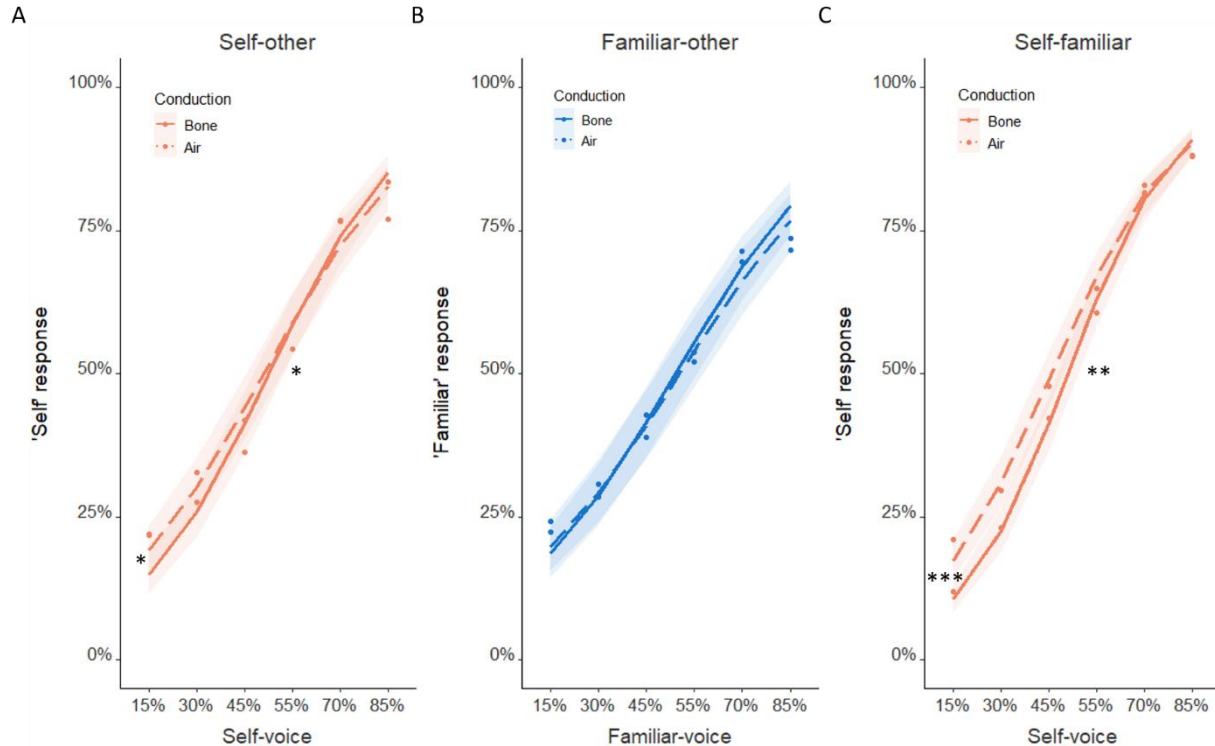 A
Self-other
100%
75%
50%
25%
0%
'Self' response
Conduction
Bone
Air
*
*
15% 30% 45% 55% 70% 85%
Self-voice
B
Familiar-other
100%
75%
50%
25%
0%
'Familiar' response
Conduction
Bone
Air
15% 30% 45% 55% 70% 85%
Familiar-voice
C
Self-familiar
100%
75%
50%
25%
0%
'Self' response
Conduction
Bone
Air
**
***
15% 30% 45% 55% 70% 85%
Self-voice